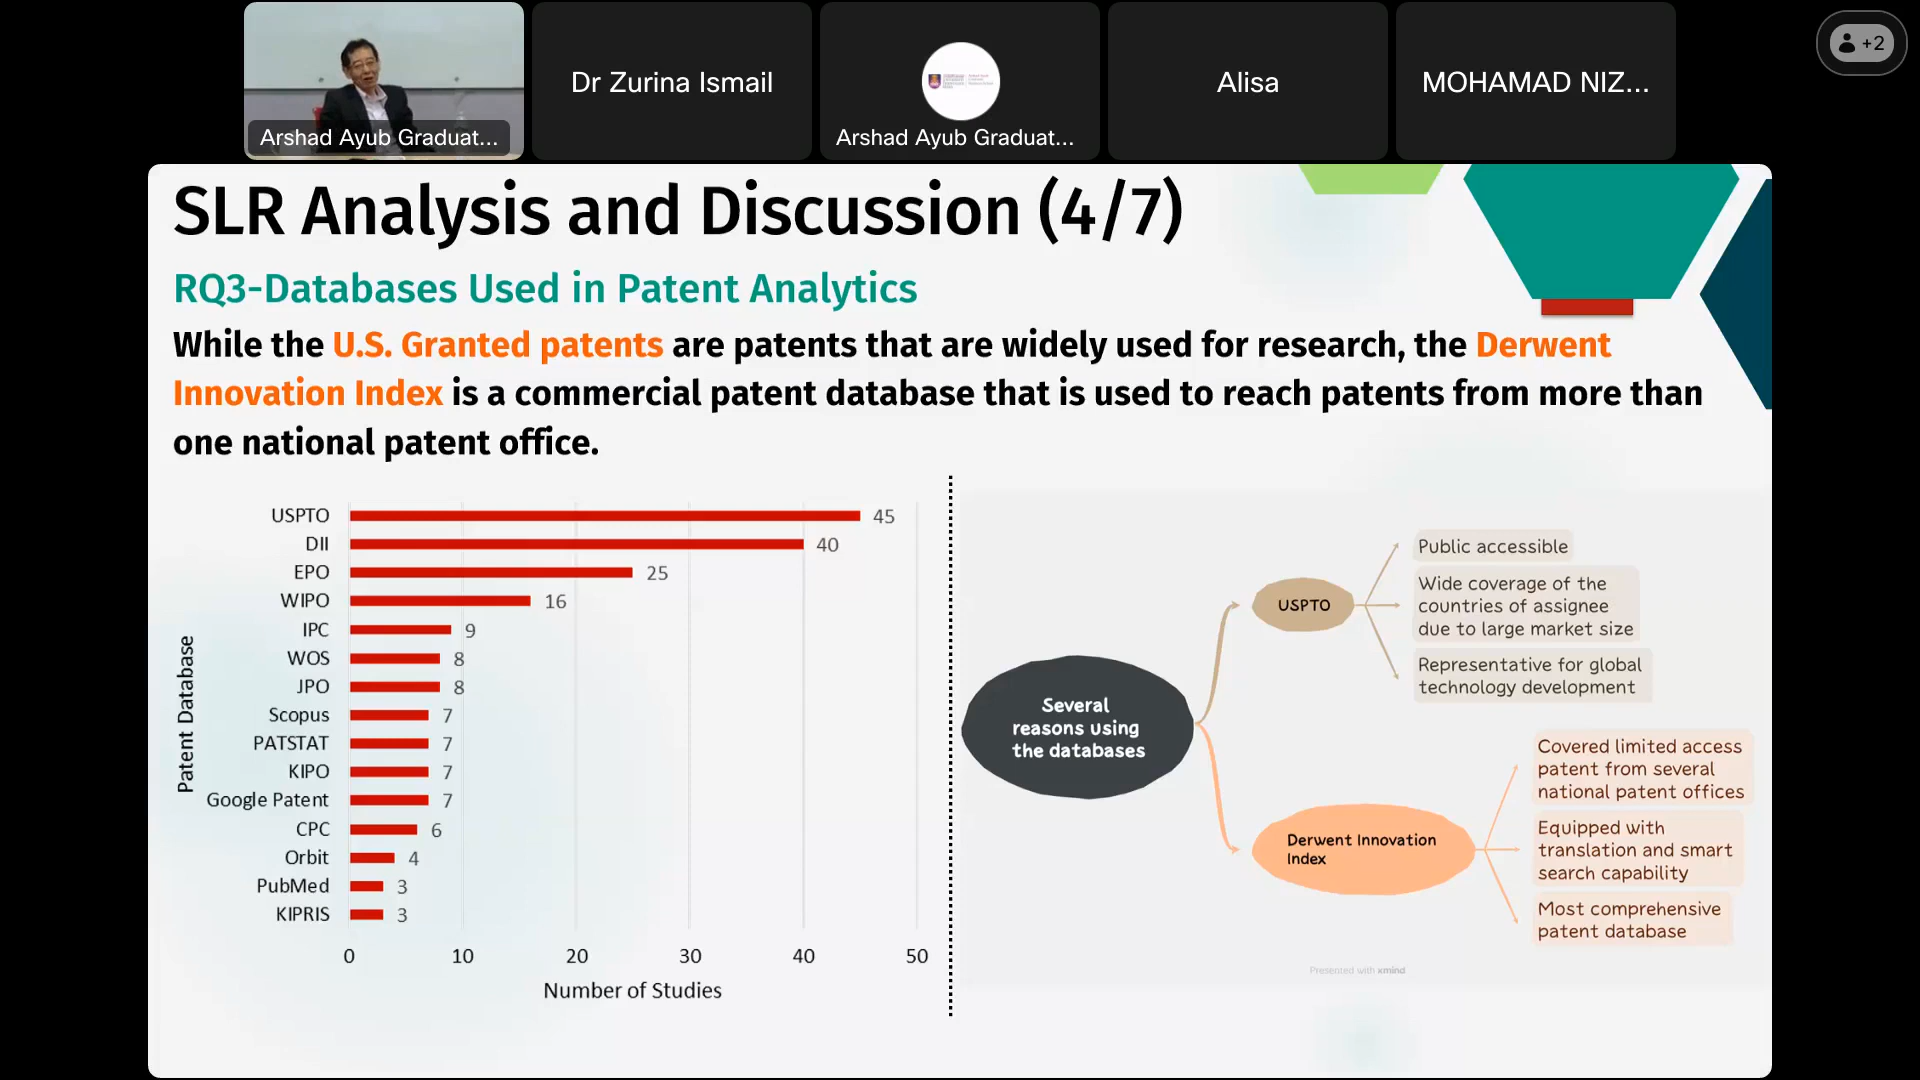 Arshad Ayub Graduat...
Dr Zurina Ismail
Arshad Ayub Graduat...
Alisa
MOHAMAD NIZ...
+2
SLR Analysis and Discussion (4/7)
RQ3-Databases Used in Patent Analytics
While the U.S. Granted patents are patents that are widely used for research, the Derwent
Innovation Index is a commercial patent database that is used to reach patents from more than
one national patent office.
Patent Database
USPTO 45
DII 40
EPO 25
WIPO 16
IPC 9
WOS 8
JPO 8
Scopus 7
PATSTAT 7
KIPO 7
Google Patent 7
CPC 6
Orbit 4
PubMed 3
KIPRIS 3
0 10 20 30 40 50
Number of Studies
Several
reasons using
the databases
USPTO
Public accessible
Wide coverage of the
countries of assignee
due to large market size
Representative for global
technology development
Derwent Innovation
Index
Covered limited access
patent from several
national patent offices
Equipped with
translation and smart
search capability
Most comprehensive
patent database
Presented with xmind